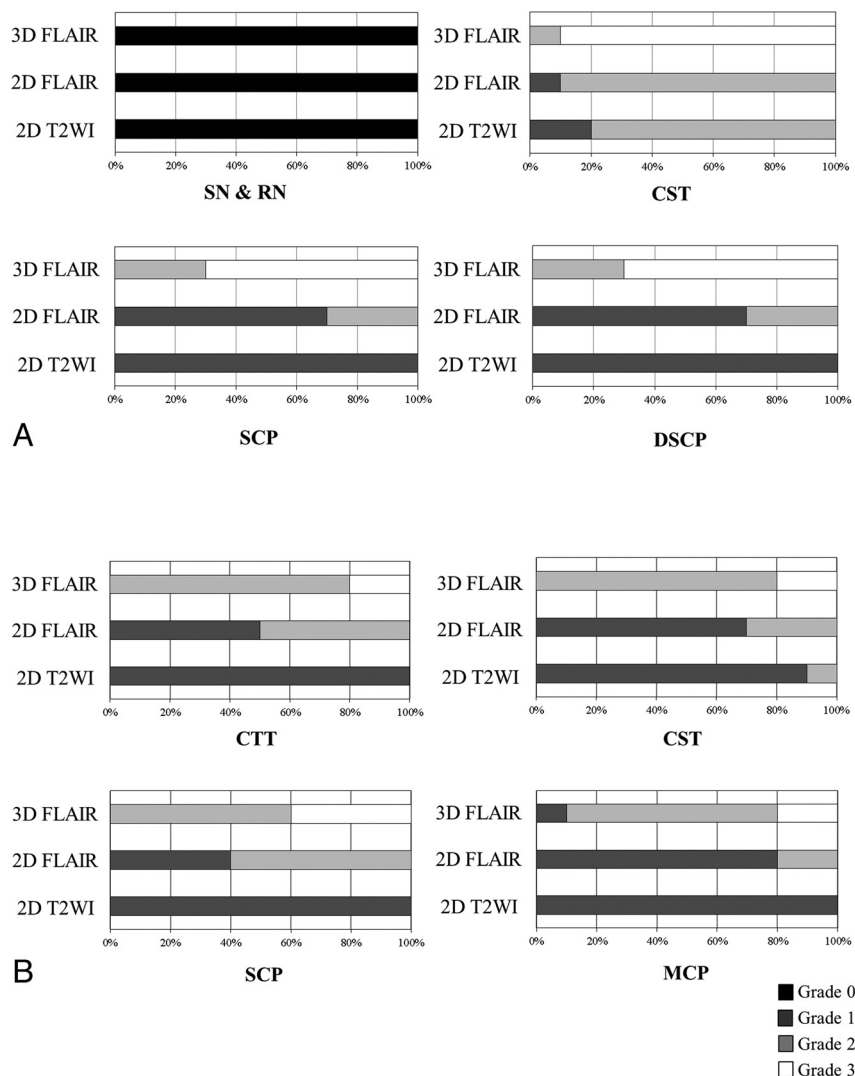 3D FLAIR
2D FLAIR
2D T2WI
0% 20% 40% 60% 80% 100%
SN & RN
3D FLAIR
2D FLAIR
2D T2WI
0% 20% 40% 60% 80% 100%
CST
3D FLAIR
2D FLAIR
2D T2WI
0% 20% 40% 60% 80% 100%
SCP
3D FLAIR
2D FLAIR
2D T2WI
0% 20% 40% 60% 80% 100%
DSCP
A
3D FLAIR
2D FLAIR
2D T2WI
0% 20% 40% 60% 80% 100%
CTT
3D FLAIR
2D FLAIR
2D T2WI
0% 20% 40% 60% 80% 100%
CST
3D FLAIR
2D FLAIR
2D T2WI
0% 20% 40% 60% 80% 100%
SCP
3D FLAIR
2D FLAIR
2D T2WI
0% 20% 40% 60% 80% 100%
MCP
B
Grade 0
Grade 1
Grade 2
Grade 3